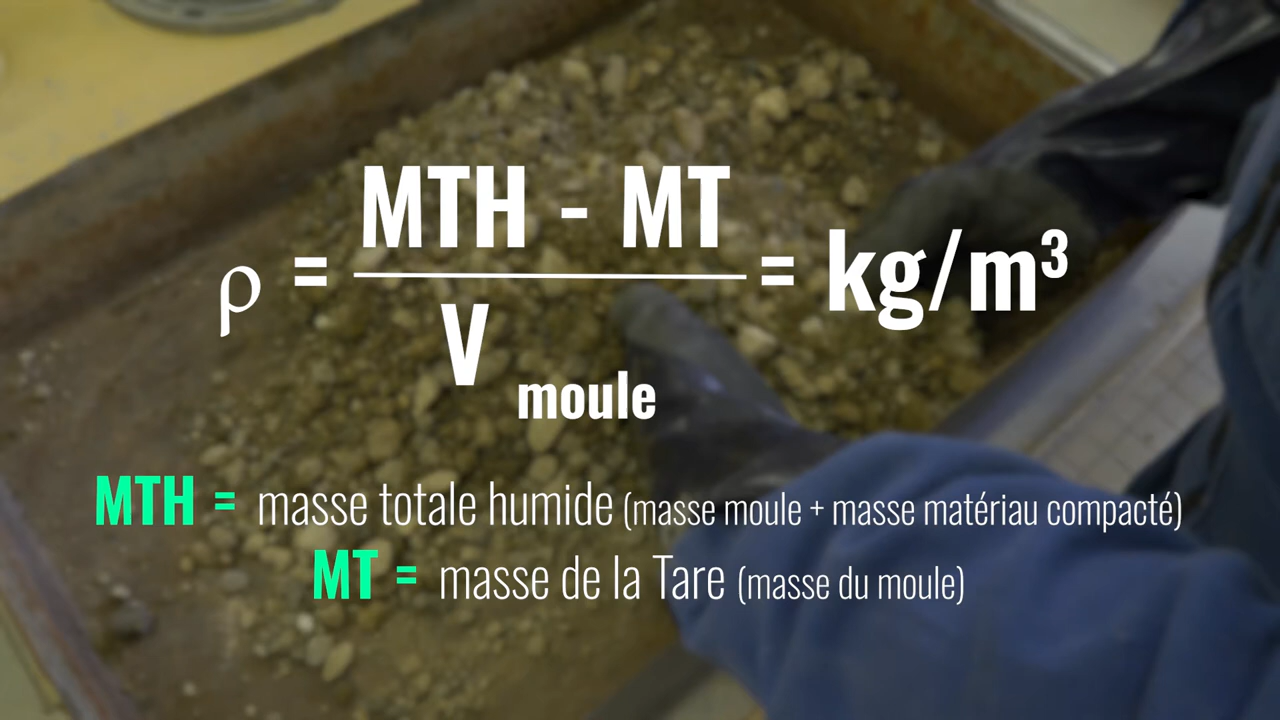 ρ = MTH - MT / V moule = kg/m³
MTH = masse totale humide (masse moule + masse matériau compacté)
MT = masse de la Tare (masse du moule)